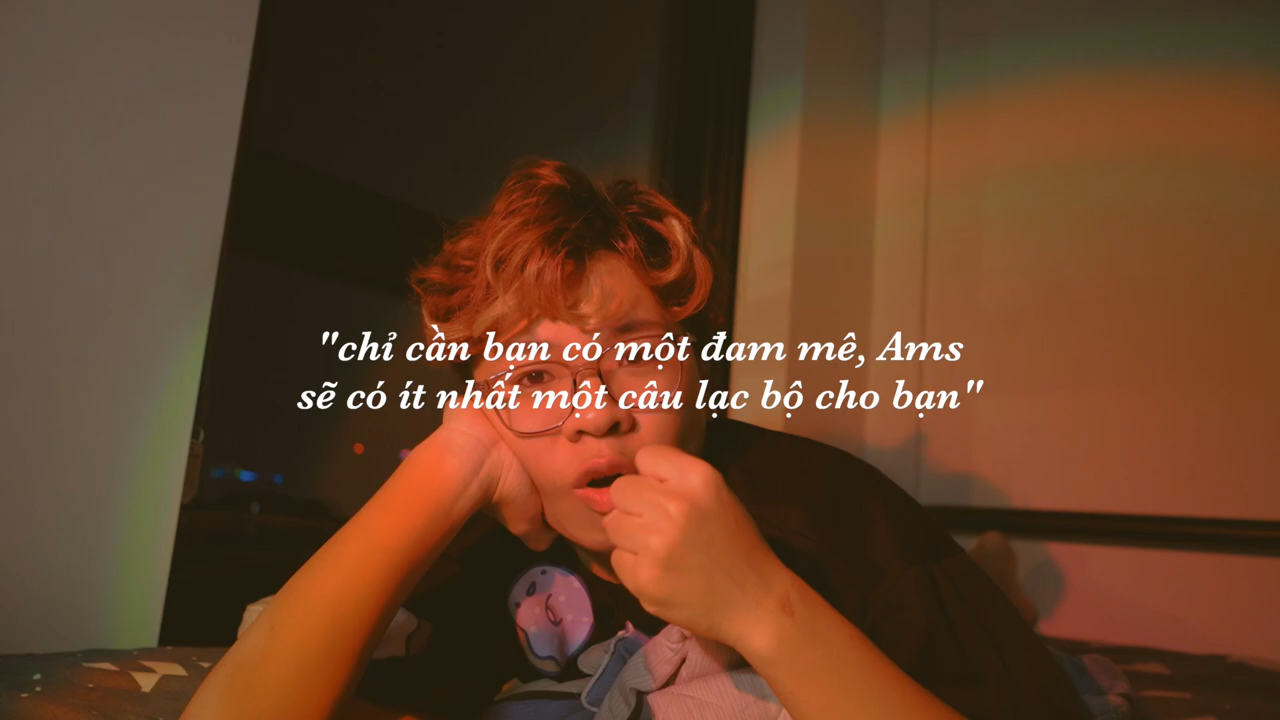 "chỉ cần bạn có một đam mê, Ams
sẽ có ít nhất một câu lạc bộ cho bạn"